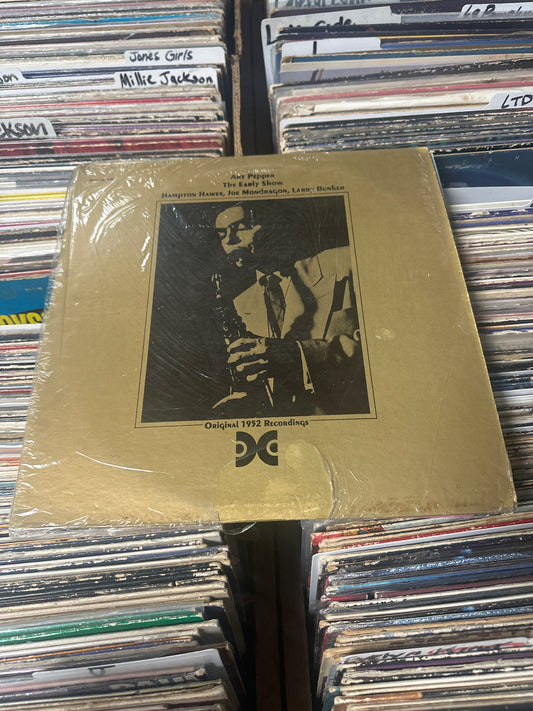 Jones Girls
Millie Jackson
LTD
Art Pepper
The Early Show
Hampton Hawes, Joe Mondragon, Larry Bunker
Original 1952 Recordings